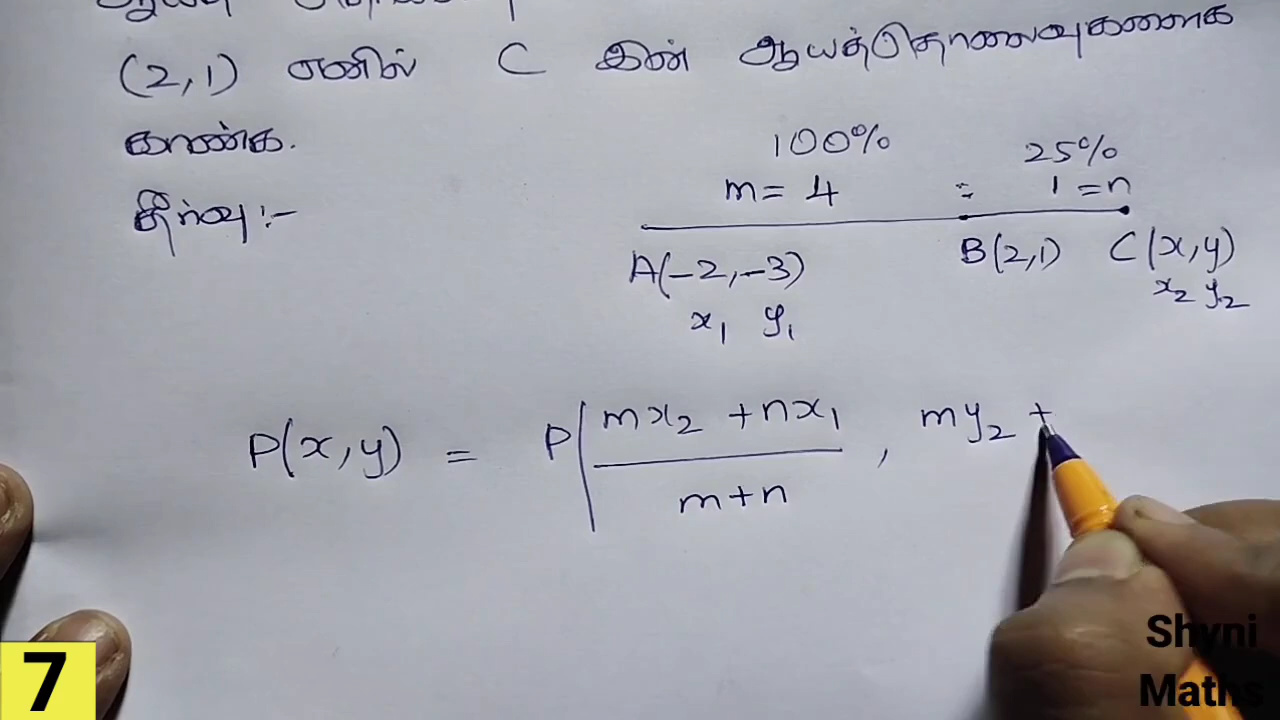 (2,1) எனில் C இன் ஆயத்தொலைவுகளைக்
காண்க.
தீர்வு :-
100% 25%
m = 4 : 1 = n
A(-2,-3) B(2,1) C(x,y)
x₁ y₁ x₂ y₂
P(x,y) = P( mx₂ + nx₁ / m+n , my₂ +
7
Shyni
Maths